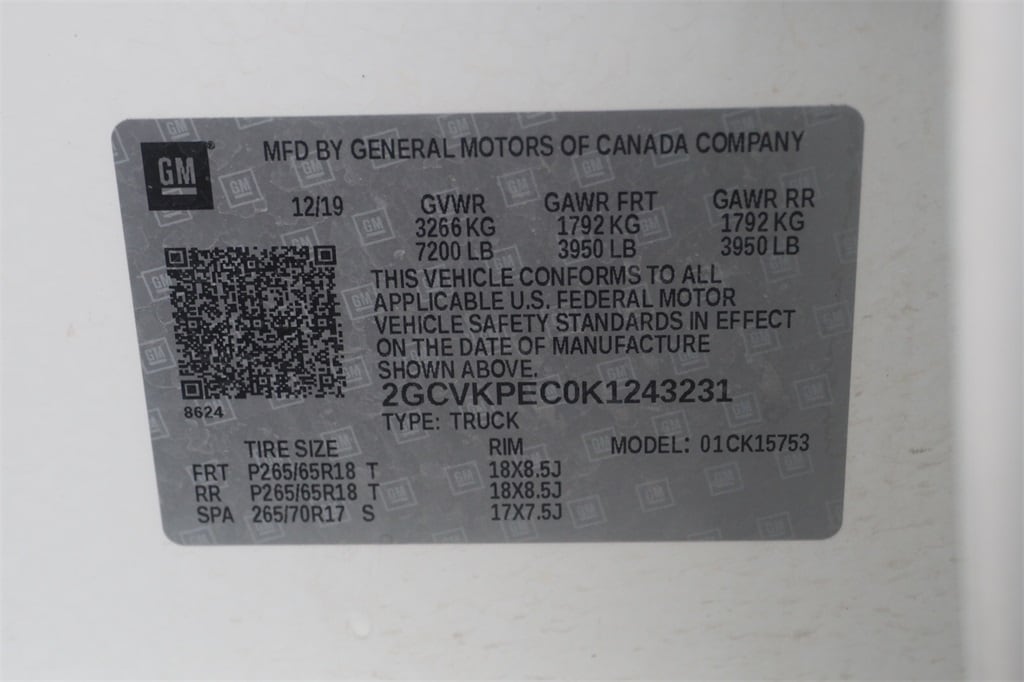 GM
MFD BY GENERAL MOTORS OF CANADA COMPANY
12/19 GVWR GAWR FRT GAWR RR
3266 KG 1792 KG 1792 KG
7200 LB 3950 LB 3950 LB
THIS VEHICLE CONFORMS TO ALL
APPLICABLE U.S. FEDERAL MOTOR
VEHICLE SAFETY STANDARDS IN EFFECT
ON THE DATE OF MANUFACTURE
SHOWN ABOVE.
2GCVKPEC0K1243231
8624
TYPE: TRUCK
TIRE SIZE RIM MODEL: 01CK15753
FRT P265/65R18 T 18X8.5J
RR P265/65R18 T 18X8.5J
SPA 265/70R17 S 17X7.5J